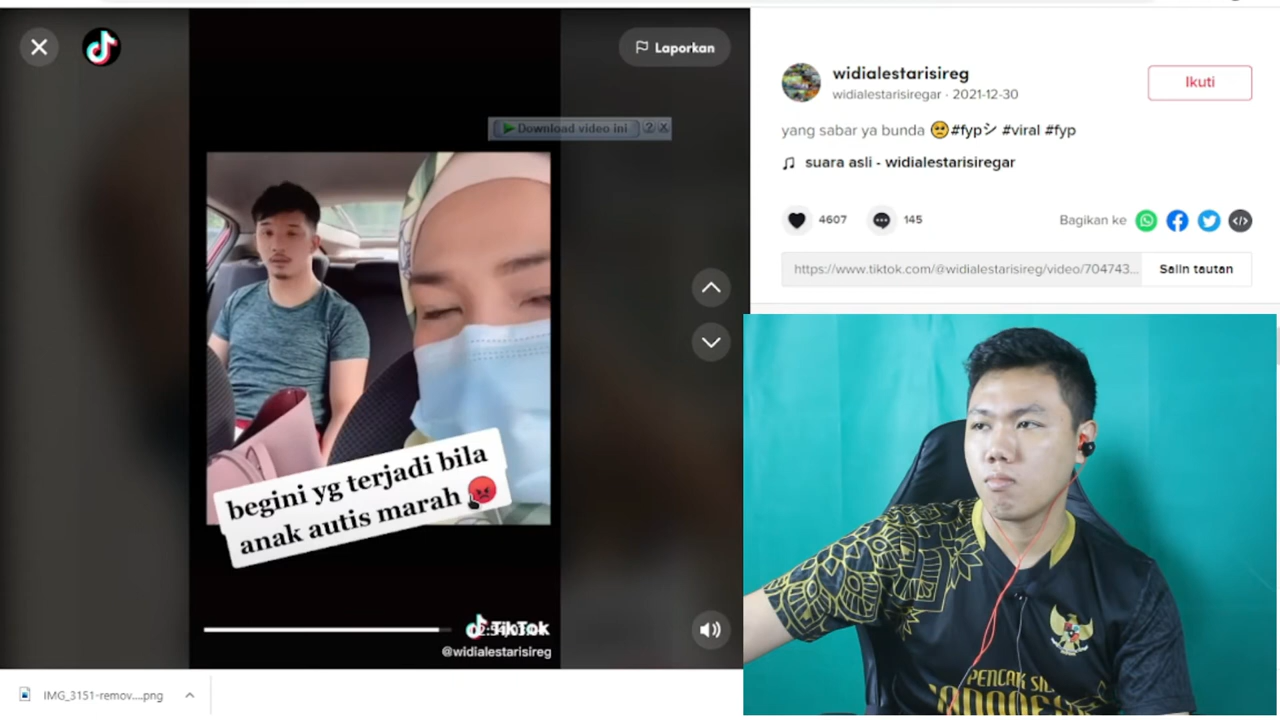 Laporkan
Download video ini
? X
begini yg terjadi bila
anak autis marah
TikTok
@widialestarisireg
IMG_3151-remov....png
widialestarisireg
widialestarisiregar · 2021-12-30
Ikuti
yang sabar ya bunda 🥺#fypシ #viral #fyp
suara asli - widialestarisiregar
4607
145
Bagikan ke
https://www.tiktok.com/@widialestarisireg/video/704743...
Salin tautan
PENCAK SIL
INDONES